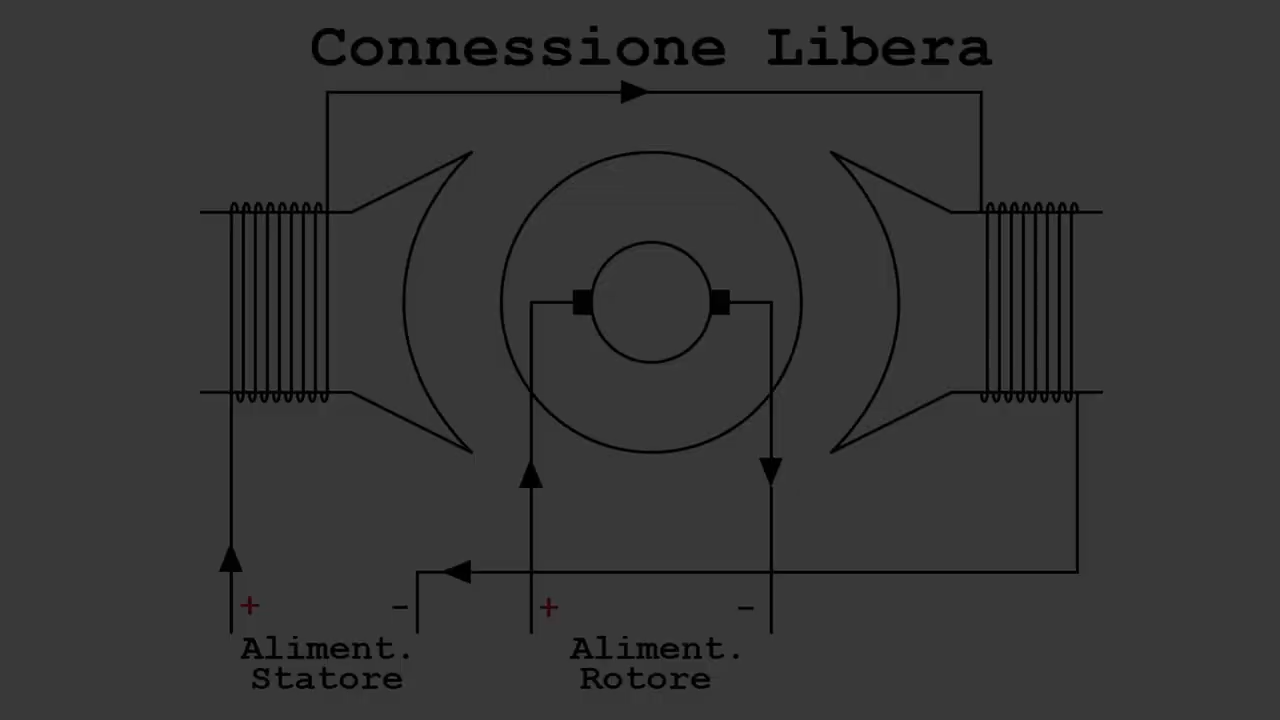 Connessione Libera
+ - + -
Aliment. Aliment.
Statore Rotore